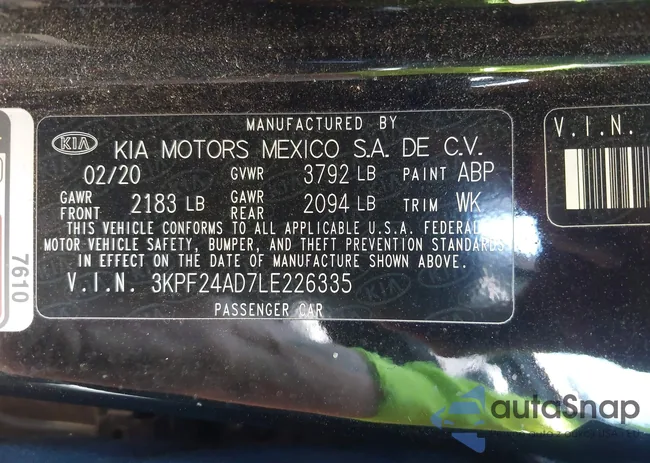 MANUFACTURED BY
KIA KIA MOTORS MEXICO S.A. DE C.V.
02/20 GVWR 3792 LB PAINT ABP
GAWR FRONT 2183 LB GAWR REAR 2094 LB TRIM WK
THIS VEHICLE CONFORMS TO ALL APPLICABLE U.S.A. FEDERAL
MOTOR VEHICLE SAFETY, BUMPER, AND THEFT PREVENTION STANDARDS
IN EFFECT ON THE DATE OF MANUFACTURE SHOWN ABOVE.
V.I.N. 3KPF24AD7LE226335
PASSENGER CAR
7610
V.I.N.
autoSnap